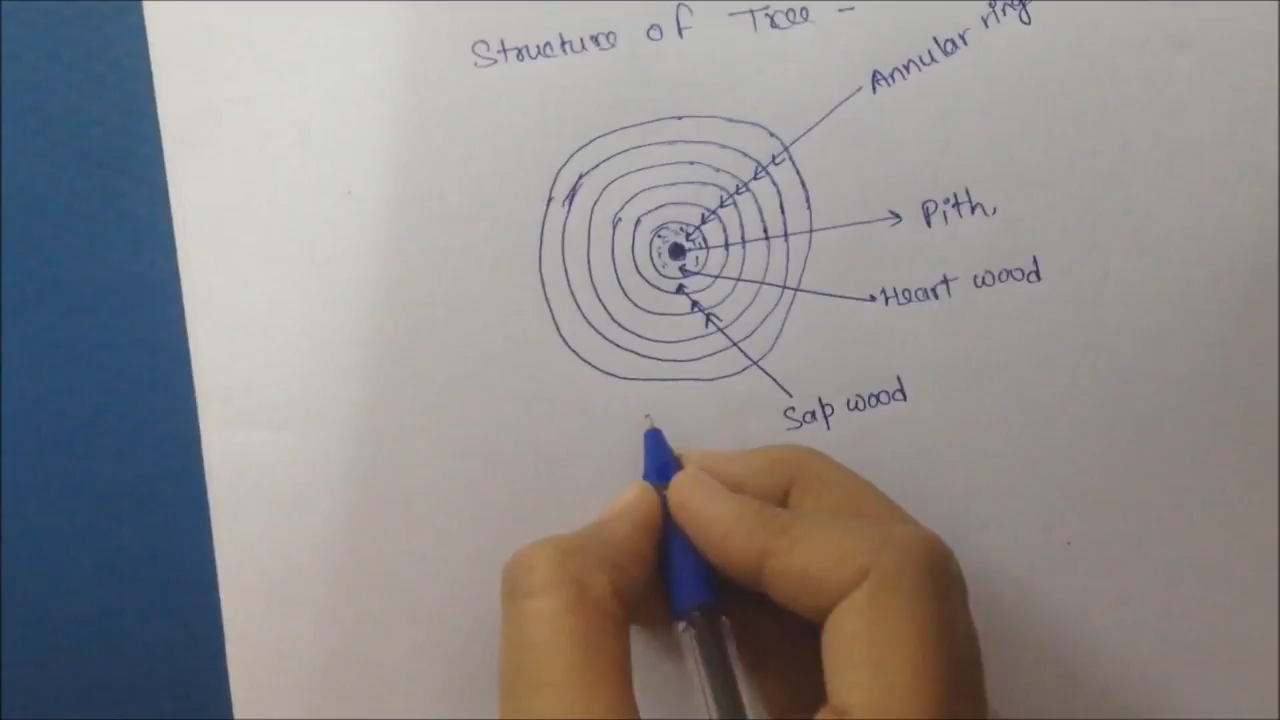 Structure of Tree -
Annular ring
Pith,
Heart wood
Sap wood